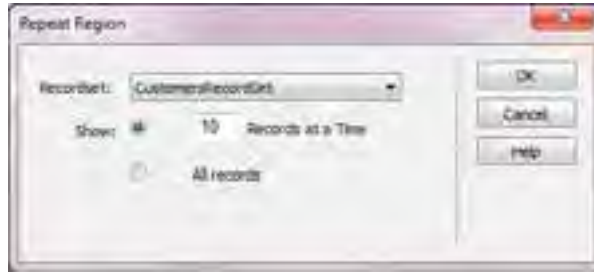 Repeat Region
Recordset: CustomersRecordSet
Show: 10 Records at a Time
All records
OK
Cancel
Help